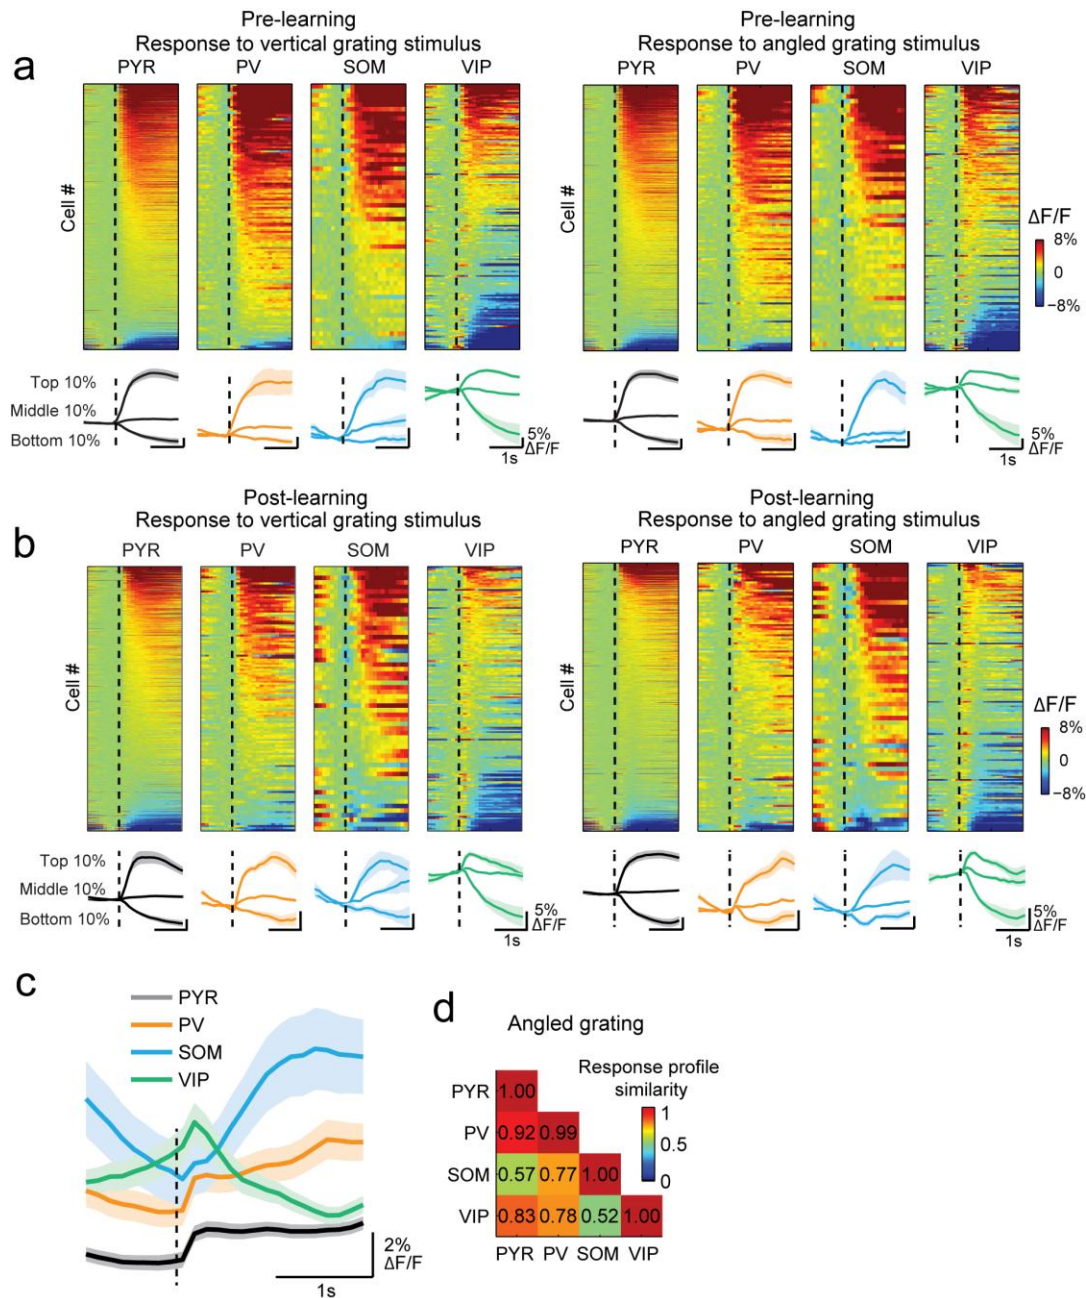 Pre-learning
Response to vertical grating stimulus
Pre-learning
Response to angled grating stimulus
a
PYR PV SOM VIP
PYR PV SOM VIP
Cell #
Cell #
ΔF/F
8%
0
−8%
Top 10%
Middle 10%
Bottom 10%
5%
ΔF/F
1s
5%
ΔF/F
1s
Post-learning
Response to vertical grating stimulus
Post-learning
Response to angled grating stimulus
b
PYR PV SOM VIP
PYR PV SOM VIP
Cell #
Cell #
ΔF/F
8%
0
−8%
Top 10%
Middle 10%
Bottom 10%
5%
ΔF/F
1s
5%
ΔF/F
1s
c
PYR
PV
SOM
VIP
2%
ΔF/F
1s
d
Angled grating
Response profile
similarity
1
0.5
0
PYR 1.00
PV 0.92 0.99
SOM 0.57 0.77 1.00
VIP 0.83 0.78 0.52 1.00
PYR PV SOM VIP